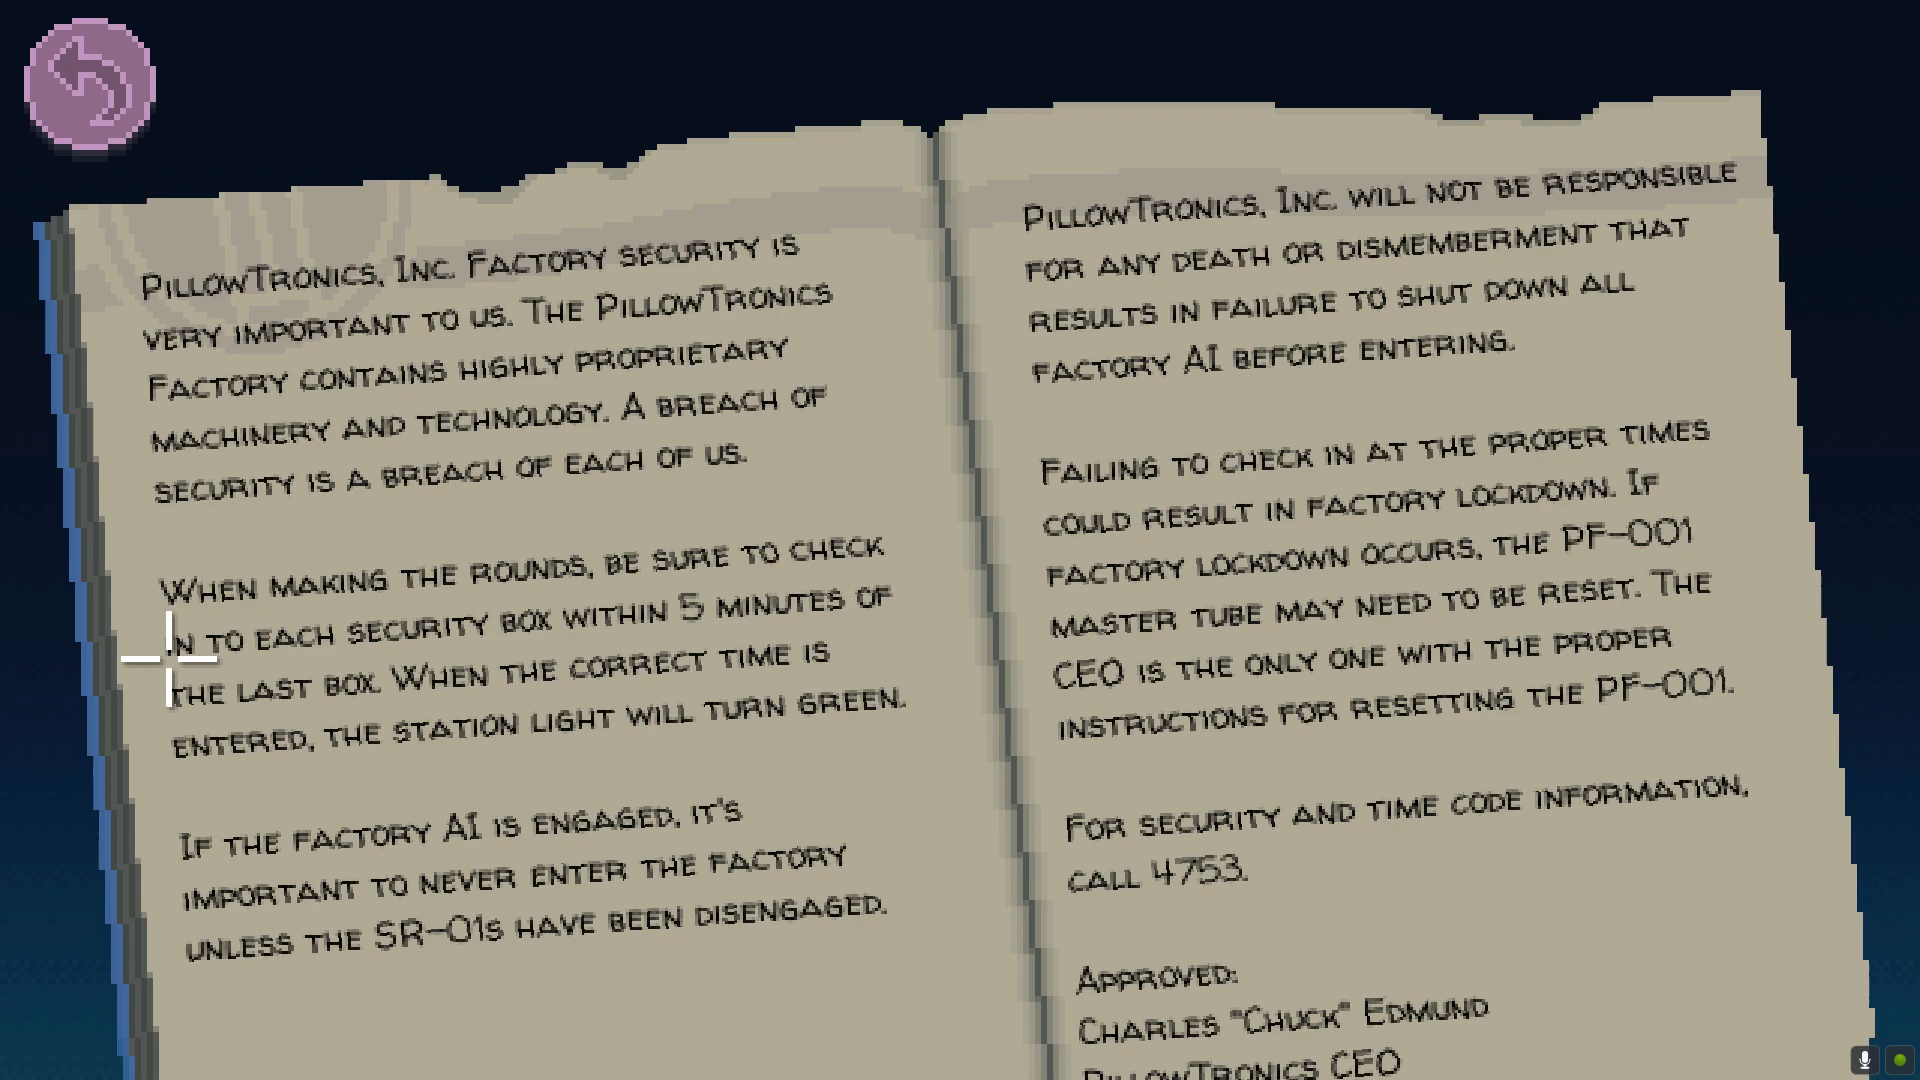 PillowTronics, Inc. Factory security is
very important to us. The PillowTronics
Factory contains highly proprietary
machinery and technology. A breach of
security is a breach of each of us.
When making the rounds, be sure to check
in to each security box within 5 minutes of
the last box. When the correct time is
entered, the station light will turn green.
If the factory AI is engaged, it's
important to never enter the factory
unless the SR-01s have been disengaged.
PillowTronics, Inc. will not be responsible
for any death or dismemberment that
results in failure to shut down all
factory AI before entering.
Failing to check in at the proper times
could result in factory lockdown. If
factory lockdown occurs, the PF-001
master tube may need to be reset. The
CEO is the only one with the proper
instructions for resetting the PF-001.
For security and time code information,
call 4753.
Approved:
Charles "Chuck" Edmund
PillowTronics CEO